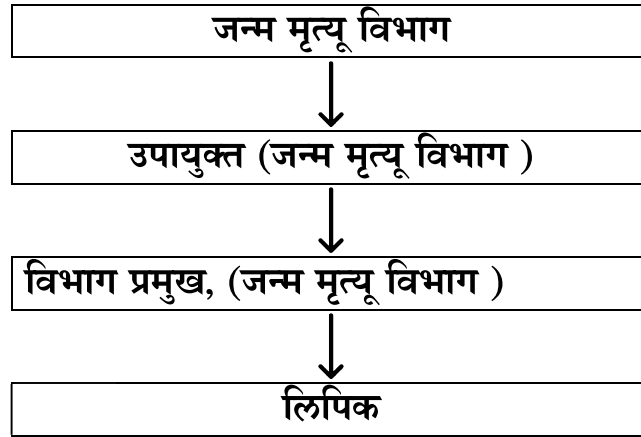 जन्म मृत्यू विभाग
उपायुक्त (जन्म मृत्यू विभाग )
विभाग प्रमुख, (जन्म मृत्यू विभाग )
लिपिक